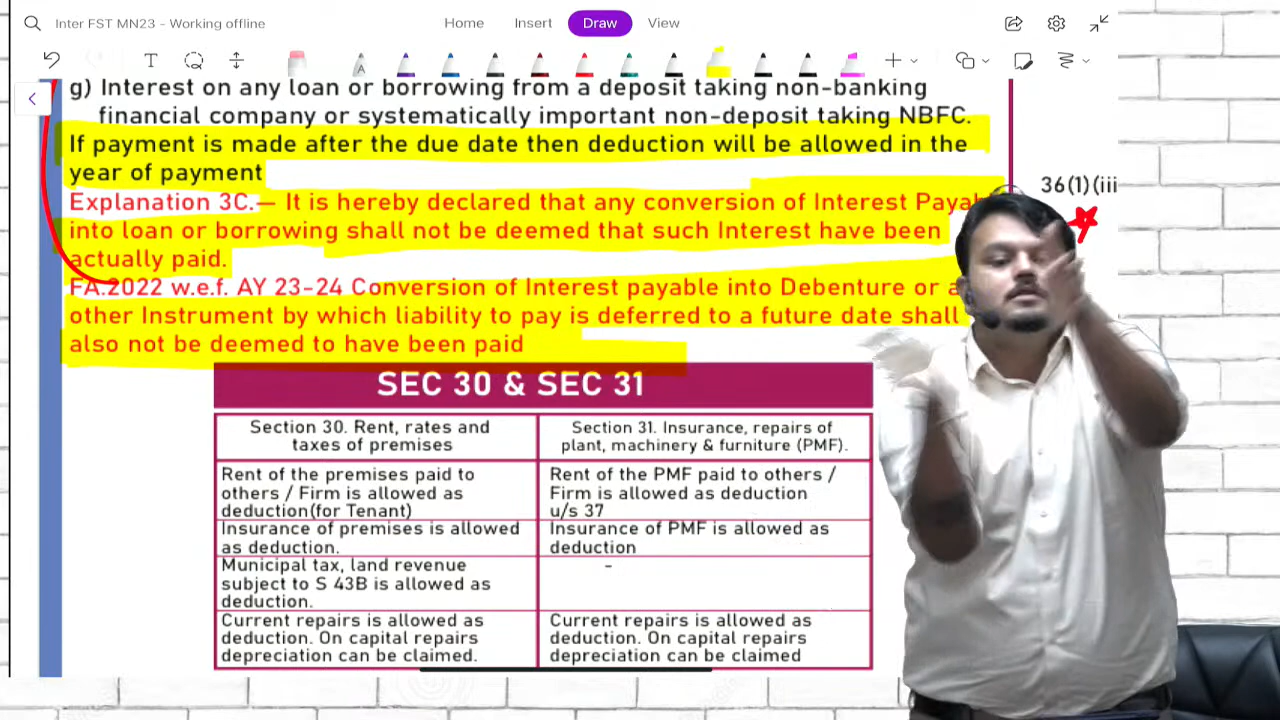 Inter FST MN23 - Working offline
Home Insert Draw View
g) Interest on any loan or borrowing from a deposit taking non-banking
financial company or systematically important non-deposit taking NBFC.
If payment is made after the due date then deduction will be allowed in the
year of payment
36(1)(iii
Explanation 3C.— It is hereby declared that any conversion of Interest
into loan or borrowing shall not be deemed that such Interest have been
actually paid.
FA.2022 w.e.f. AY 23-24 Conversion of Interest payable into Debenture or
other Instrument by which liability to pay is deferred to a future date shall
also not be deemed to have been paid
SEC 30 & SEC 31
Section 30. Rent, rates and
taxes of premises
Section 31. Insurance, repairs of
plant, machinery & furniture (PMF).
Rent of the premises paid to
others / Firm is allowed as
deduction(for Tenant)
Rent of the PMF paid to others /
Firm is allowed as deduction
u/s 37
Insurance of premises is allowed
as deduction.
Insurance of PMF is allowed as
deduction
Municipal tax, land revenue
subject to S 43B is allowed as
deduction.
-
Current repairs is allowed as
deduction. On capital repairs
depreciation can be claimed.
Current repairs is allowed as
deduction. On capital repairs
depreciation can be claimed